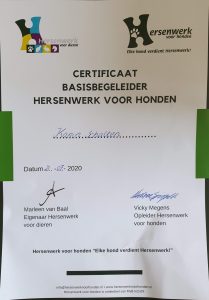 Hersenwerk
voor dieren
Hersenwerk
voor honden
Elke hond verdient Hersenwerk!
CERTIFICAAT
BASISBEGELEIDER
HERSENWERK VOOR HONDEN
Karin
Datum 2020
Marleen van Baal
Eigenaar Hersenwerk
voor dieren
Vicky Megens
Opleider Hersenwerk
voor honden
Hersenwerk voor honden "Elke hond verdient Hersenwerk!"